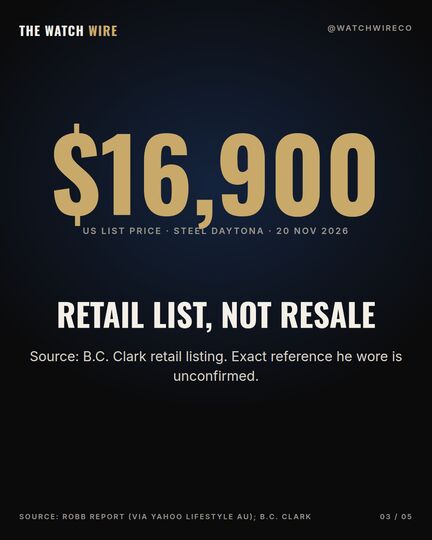 THE WATCH WIRE
@WATCHWIRECO
$16,900
US LIST PRICE · STEEL DAYTONA · 20 NOV 2026
RETAIL LIST, NOT RESALE
Source: B.C. Clark retail listing. Exact reference he wore is
unconfirmed.
SOURCE: ROBB REPORT (VIA YAHOO LIFESTYLE AU); B.C. CLARK
03 / 05